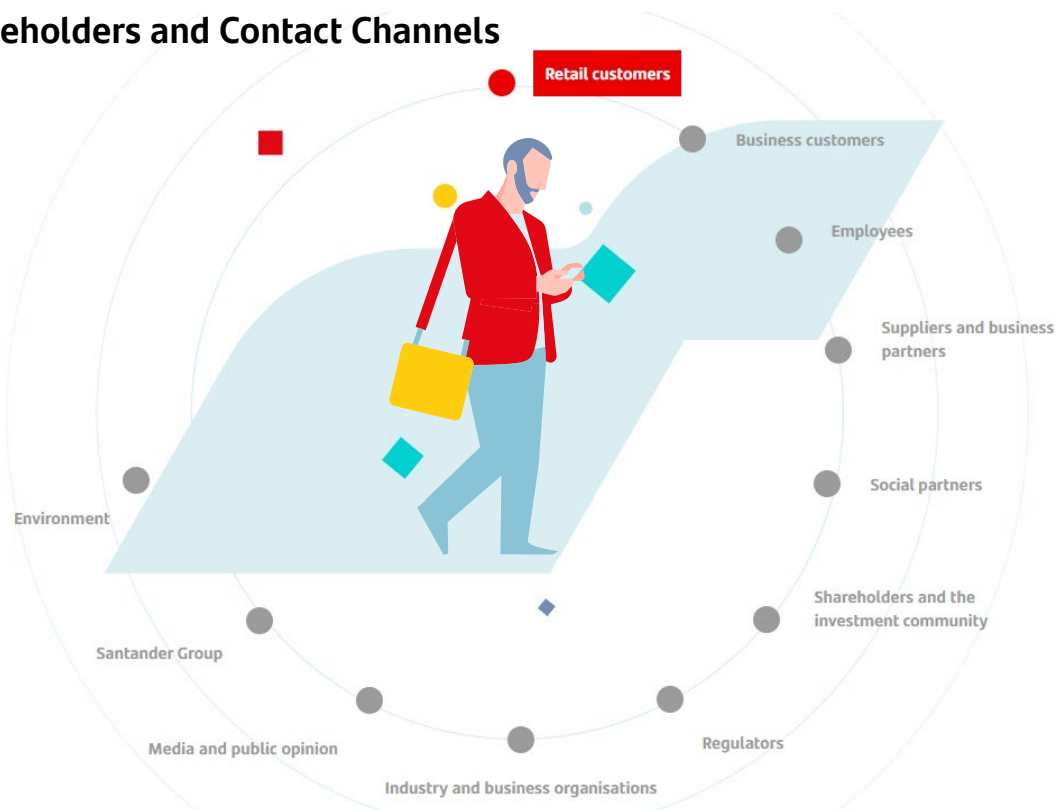 eholders and Contact Channels
Retail customers
Business customers
Employees
Suppliers and business
partners
Social partners
Environment
Shareholders and the
investment community
Santander Group
Regulators
Media and public opinion
Industry and business organisations